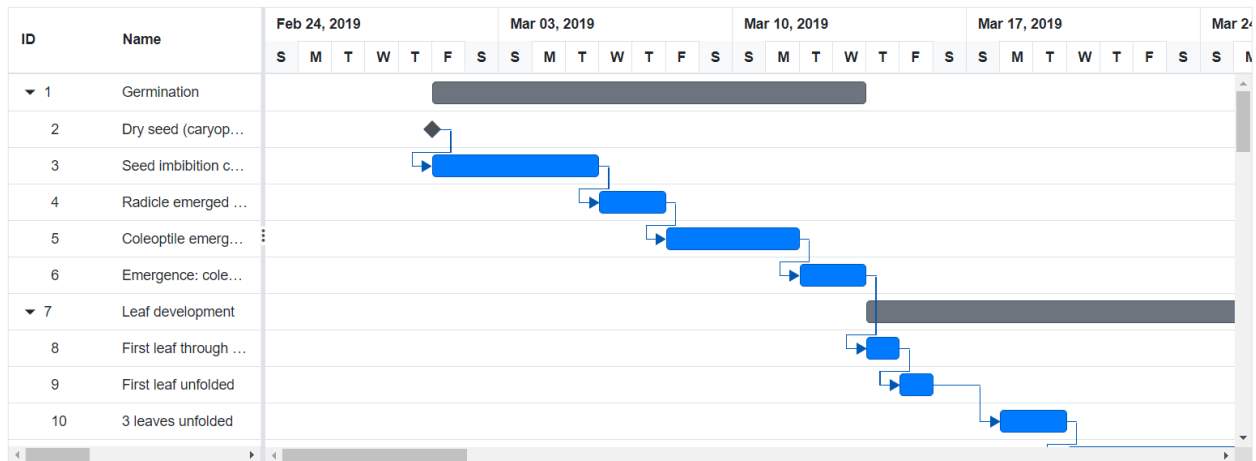 ID Name Feb 24, 2019 Mar 03, 2019 Mar 10, 2019 Mar 17, 2019 Mar 24
S M T W T F S S M T W T F S S M T W T F S S M T W T F S S M
1 Germination
2 Dry seed (caryop…
3 Seed imbibition c…
4 Radicle emerged …
5 Coleoptile emerg…
6 Emergence: cole…
7 Leaf development
8 First leaf through …
9 First leaf unfolded
10 3 leaves unfolded